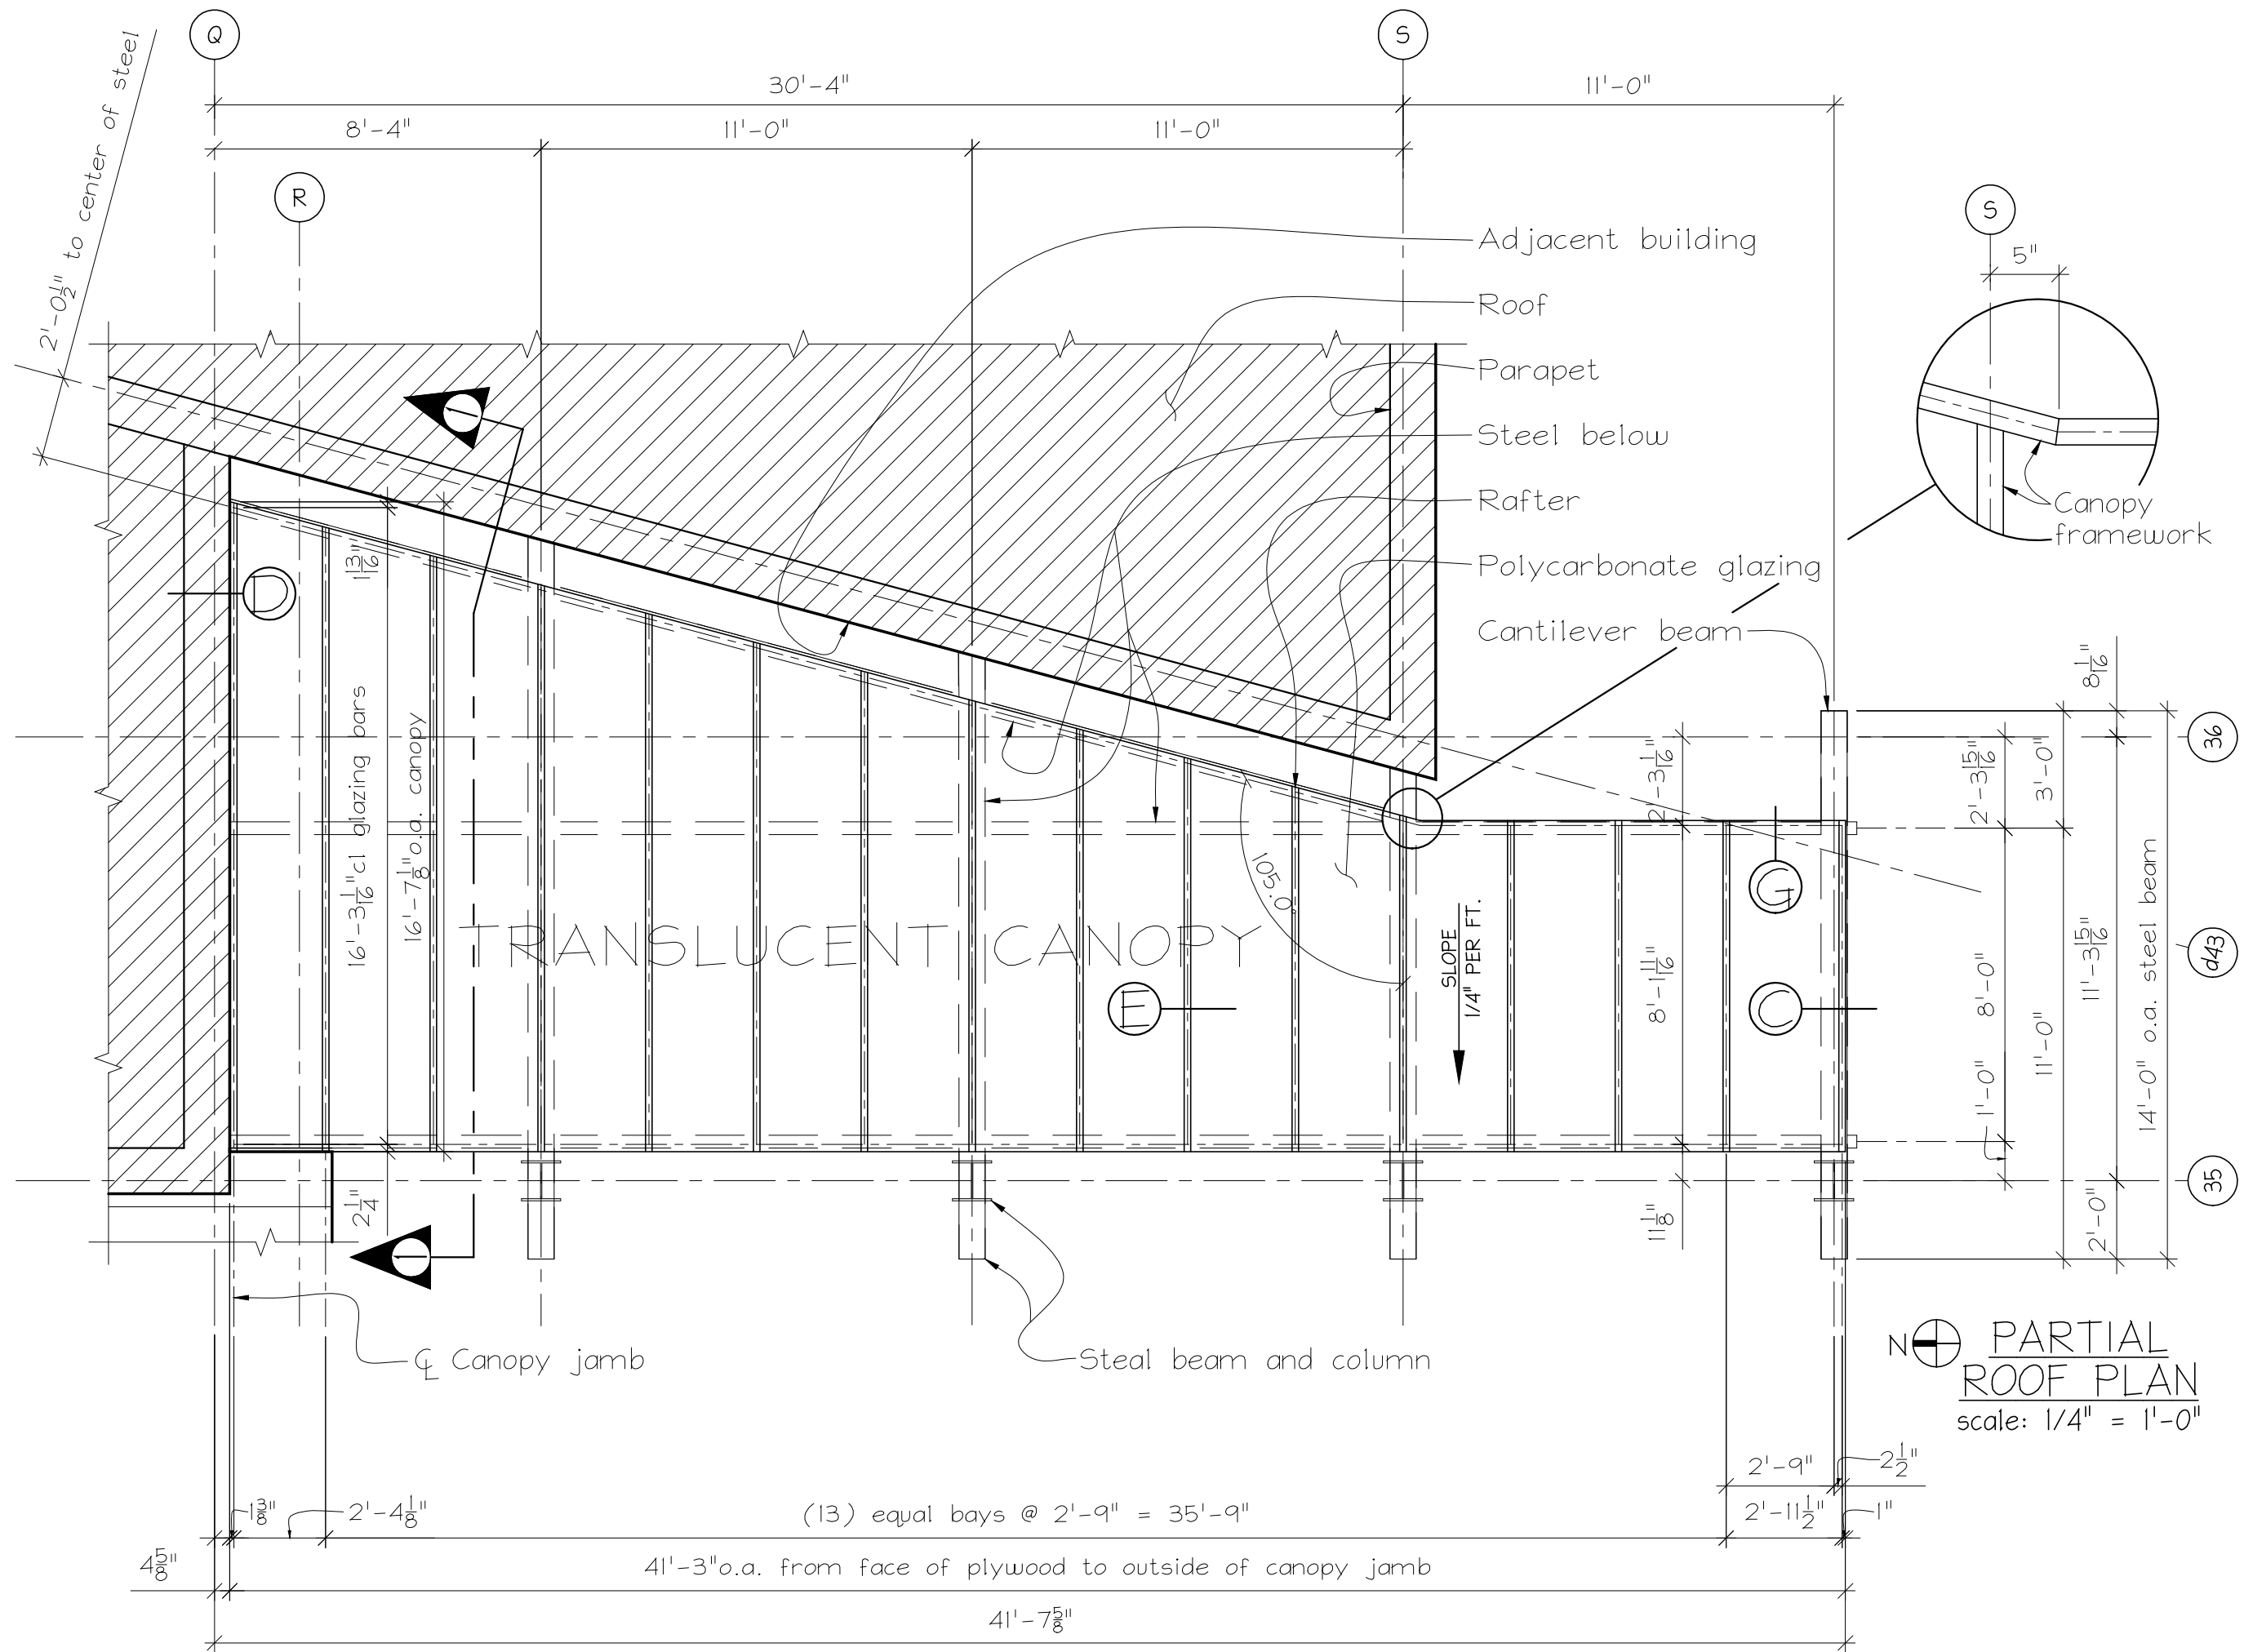 Q
S
30'-4"
11'-0"
8'-4"
11'-0"
11'-0"
2'-0 1/2" to center of steel
R
S
5"
Adjacent building
Roof
Parapet
Steel below
Rafter
Polycarbonate glazing
Cantilever beam
Canopy
framework
D
1 3/16"
16'-3 1/16"cl glazing bars
16'-7 1/8"o.a. canopy
2 1/4"
TRANSLUCENT CANOPY
105.0°
E
SLOPE
1/4" PER FT.
2'-3 1/16"
8'-1 11/16"
11 1/8"
G
C
8 1/16"
2'-3 15/16"
3'-0"
36
8'-0"
11'-3 15/16"
14'-0" o.a. steel beam
d43
1'-0"
11'-0"
2'-0"
35
℄ Canopy jamb
Steal beam and column
N
PARTIAL
ROOF PLAN
scale: 1/4" = 1'-0"
2'-9"
2 1/2"
1 3/8"
2'-4 1/8"
(13) equal bays @ 2'-9" = 35'-9"
2'-11 1/2"
1"
4 5/8"
41'-3"o.a. from face of plywood to outside of canopy jamb
41'-7 5/8"